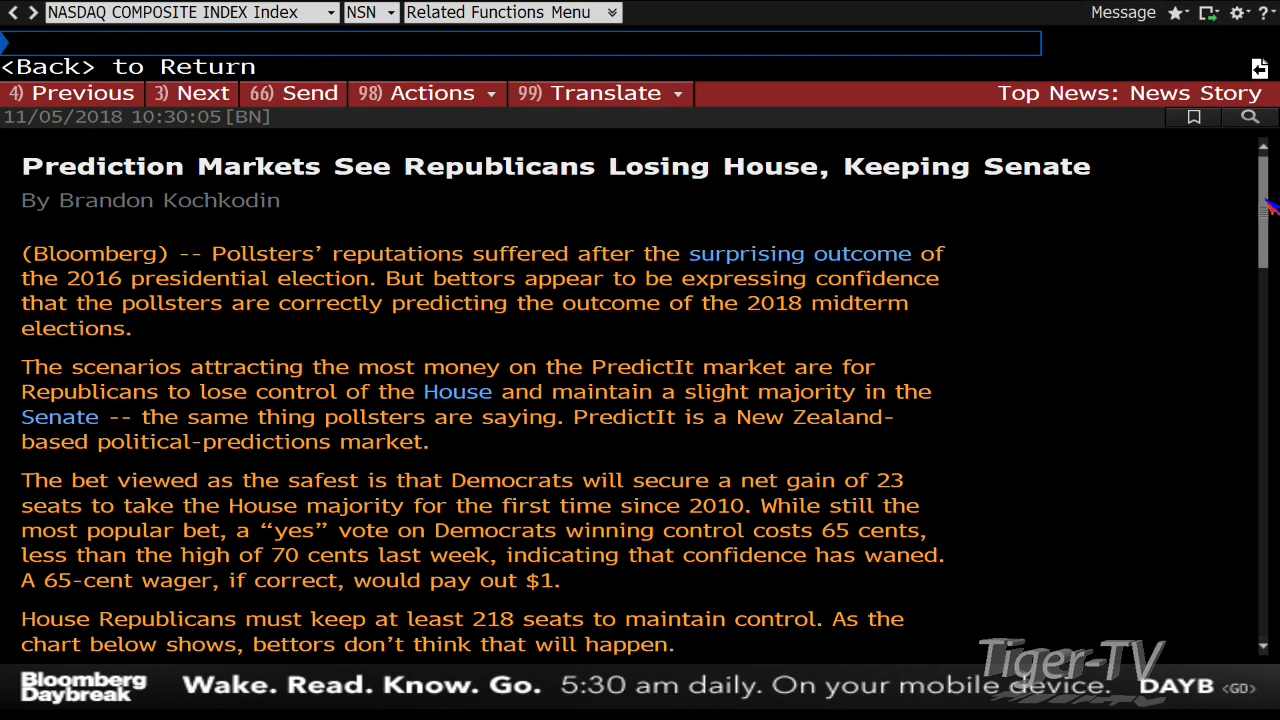 NASDAQ COMPOSITE INDEX Index NSN Related Functions Menu Message ?
<Back> to Return
4) Previous 3) Next 66) Send 98) Actions 99) Translate Top News: News Story
11/05/2018 10:30:05[BN]
Prediction Markets See Republicans Losing House, Keeping Senate
By Brandon Kochkodin
(Bloomberg) -- Pollsters’ reputations suffered after the surprising outcome of
the 2016 presidential election. But bettors appear to be expressing confidence
that the pollsters are correctly predicting the outcome of the 2018 midterm
elections.
The scenarios attracting the most money on the PredictIt market are for
Republicans to lose control of the House and maintain a slight majority in the
Senate -- the same thing pollsters are saying. PredictIt is a New Zealand-
based political-predictions market.
The bet viewed as the safest is that Democrats will secure a net gain of 23
seats to take the House majority for the first time since 2010. While still the
most popular bet, a “yes” vote on Democrats winning control costs 65 cents,
less than the high of 70 cents last week, indicating that confidence has waned.
A 65-cent wager, if correct, would pay out $1.
House Republicans must keep at least 218 seats to maintain control. As the
chart below shows, bettors don’t think that will happen.
Tiger-TV
Bloomberg
Daybreak
Wake. Read. Know. Go. 5:30 am daily. On your mobile device. DAYB <GO>